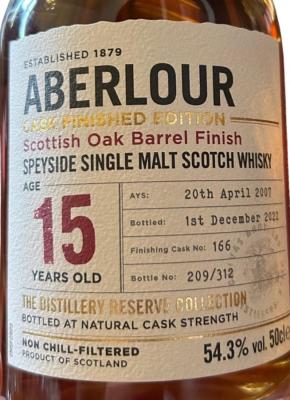 ESTABLISHED 1879
ABERLOUR
CASK FINISHED EDITION
Scottish Oak Barrel Finish
SPEYSIDE SINGLE MALT SCOTCH WHISKY
AGE
15
YEARS OLD
AYS: 20th April 2007
Bottled: 1st December 2022
Finishing Cask No: 166
Bottle No: 209/312
THE DISTILLERY RESERVE COLLECTION
BOTTLED AT NATURAL CASK STRENGTH
NON CHILL-FILTERED
PRODUCT OF SCOTLAND
54.3% vol. 50cl